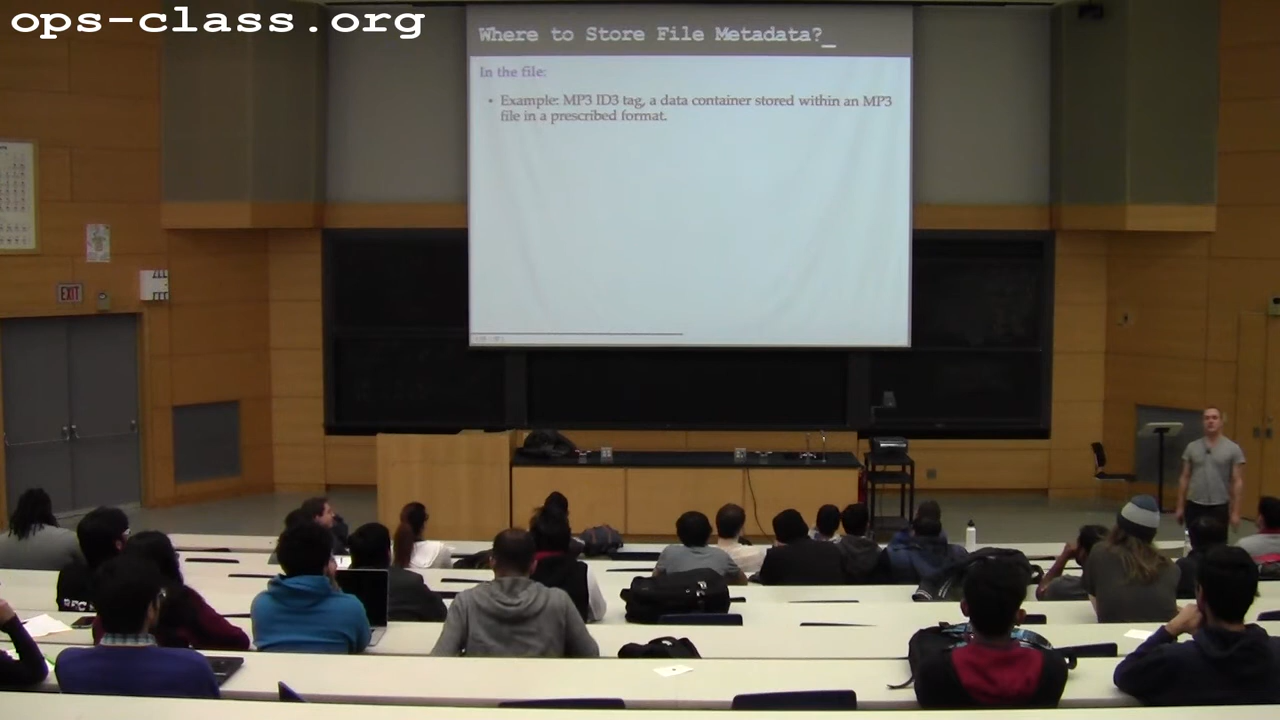 ops-class.org
Where to Store File Metadata?_
In the file:
• Example: MP3 ID3 tag, a data container stored within an MP3
file in a prescribed format.
EXIT